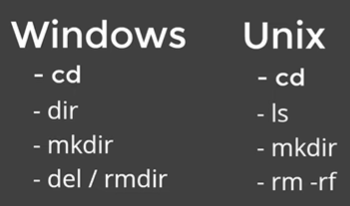 Windows
- cd
- dir
- mkdir
- del / rmdir
Unix
- cd
- ls
- mkdir
- rm -rf